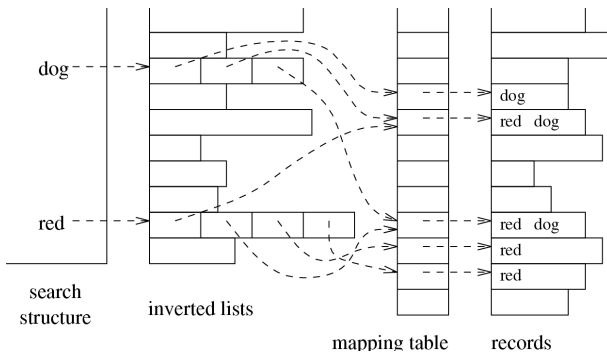 dog
dog
red dog
red
red dog
red
red
search
structure
inverted lists
mapping table
records